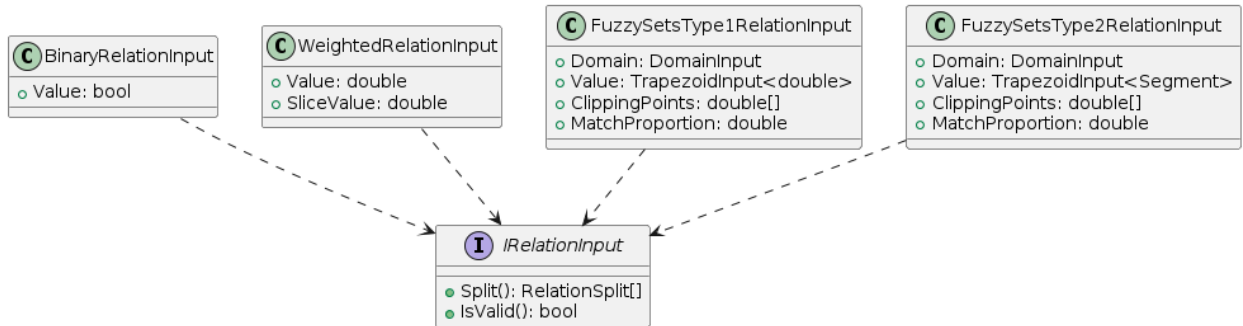 C BinaryRelationInput
Value: bool
C WeightedRelationInput
Value: double
SliceValue: double
C FuzzySetsType1RelationInput
Domain: DomainInput
Value: TrapezoidInput<double>
ClippingPoints: double[]
MatchProportion: double
C FuzzySetsType2RelationInput
Domain: DomainInput
Value: TrapezoidInput<Segment>
ClippingPoints: double[]
MatchProportion: double
I IRelationInput
Split(): RelationSplit[]
IsValid(): bool